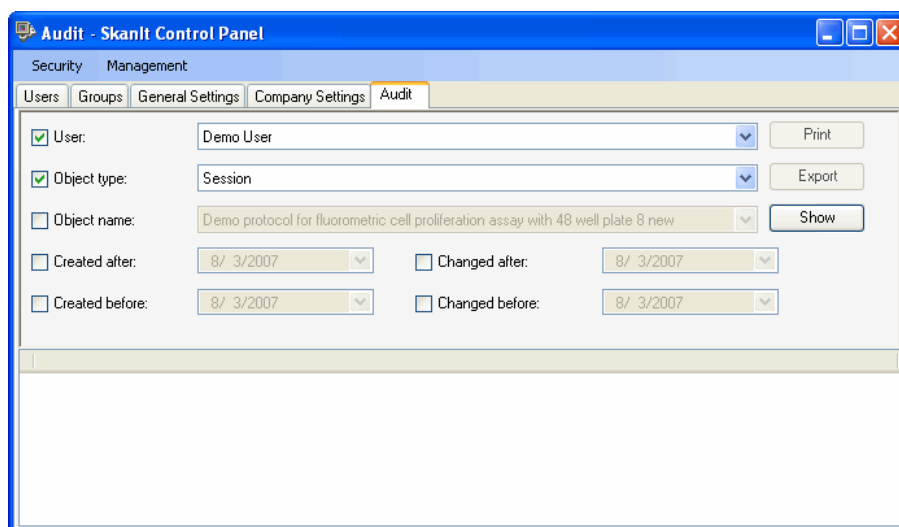 Audit - SkanIt Control Panel
Security Management
Users Groups General Settings Company Settings Audit
User: Demo User Print
Object type: Session Export
Object name: Demo protocol for fluorometric cell proliferation assay with 48 well plate 8 new Show
Created after: 8/ 3/2007 Changed after: 8/ 3/2007
Created before: 8/ 3/2007 Changed before: 8/ 3/2007